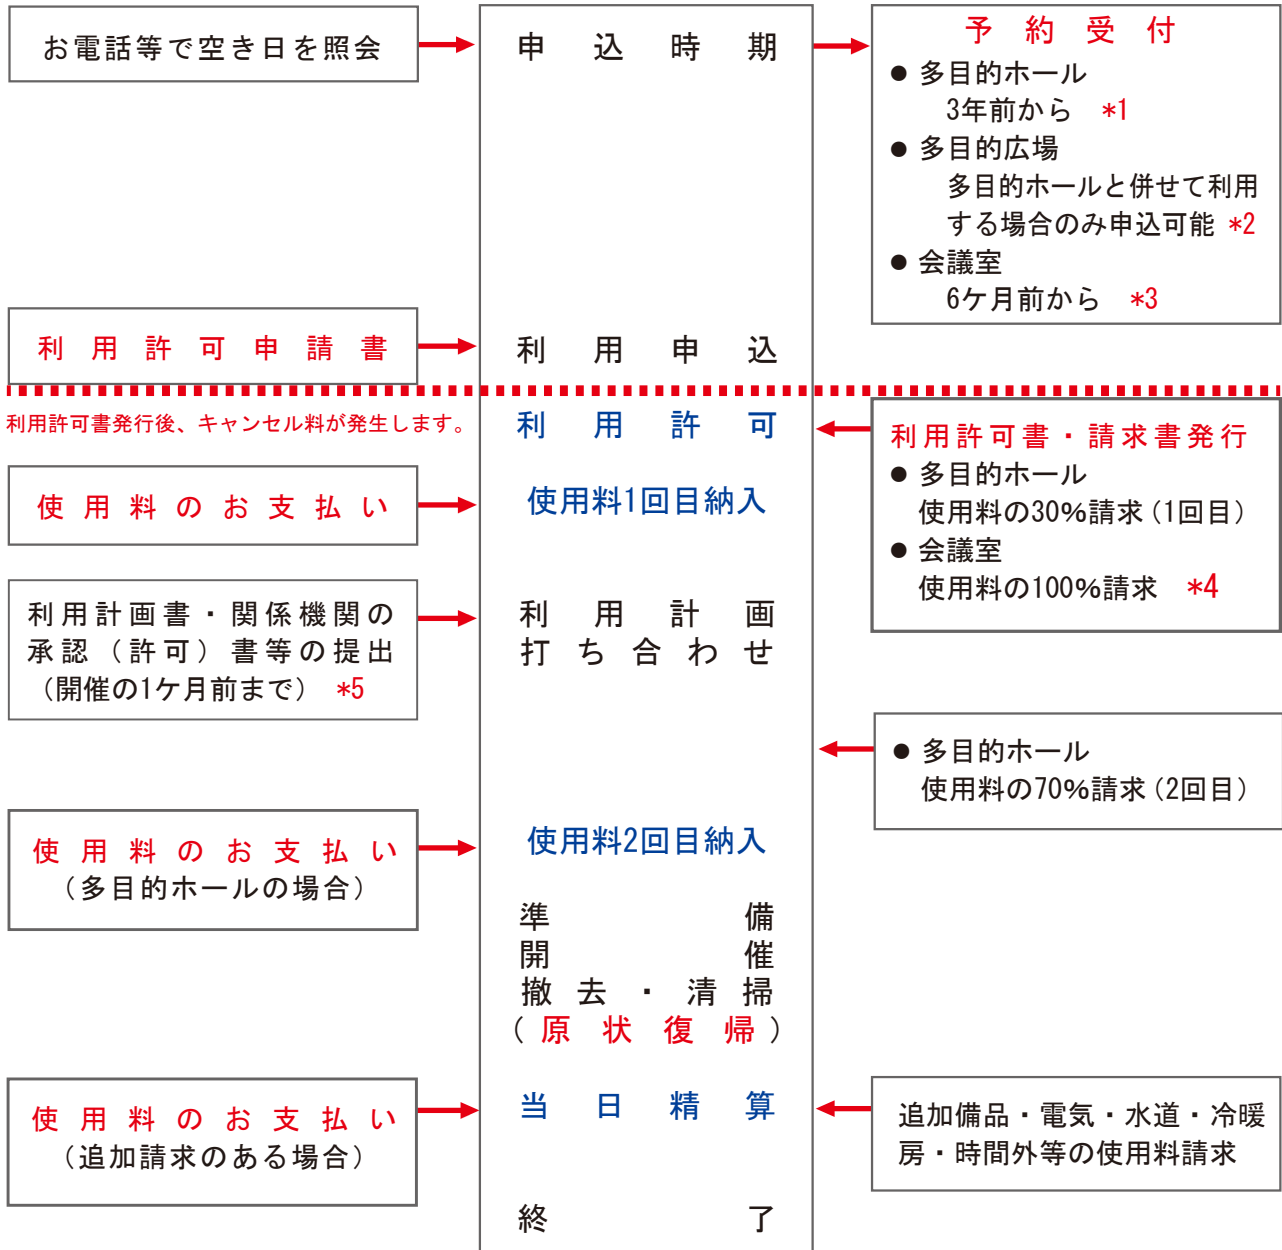 お電話等で空き日を照会
申込時期
予約受付
● 多目的ホール
3年前から *1
● 多目的広場
多目的ホールと併せて利用
する場合のみ申込可能 *2
● 会議室
6ケ月前から *3
利用許可申請書
利用申込
利用許可書発行後、キャンセル料が発生します。
利用許可
利用許可書・請求書発行
● 多目的ホール
使用料の30%請求(1回目)
● 会議室
使用料の100%請求 *4
使用料のお支払い
使用料1回目納入
利用計画書・関係機関の
承認(許可)書等の提出
(開催の1ケ月前まで) *5
利用計画
打ち合わせ
● 多目的ホール
使用料の70%請求(2回目)
使用料のお支払い
(多目的ホールの場合)
使用料2回目納入
準備
開催
撤去・清掃
(原状復帰)
使用料のお支払い
(追加請求のある場合)
当日精算
追加備品・電気・水道・冷暖
房・時間外等の使用料請求
終了